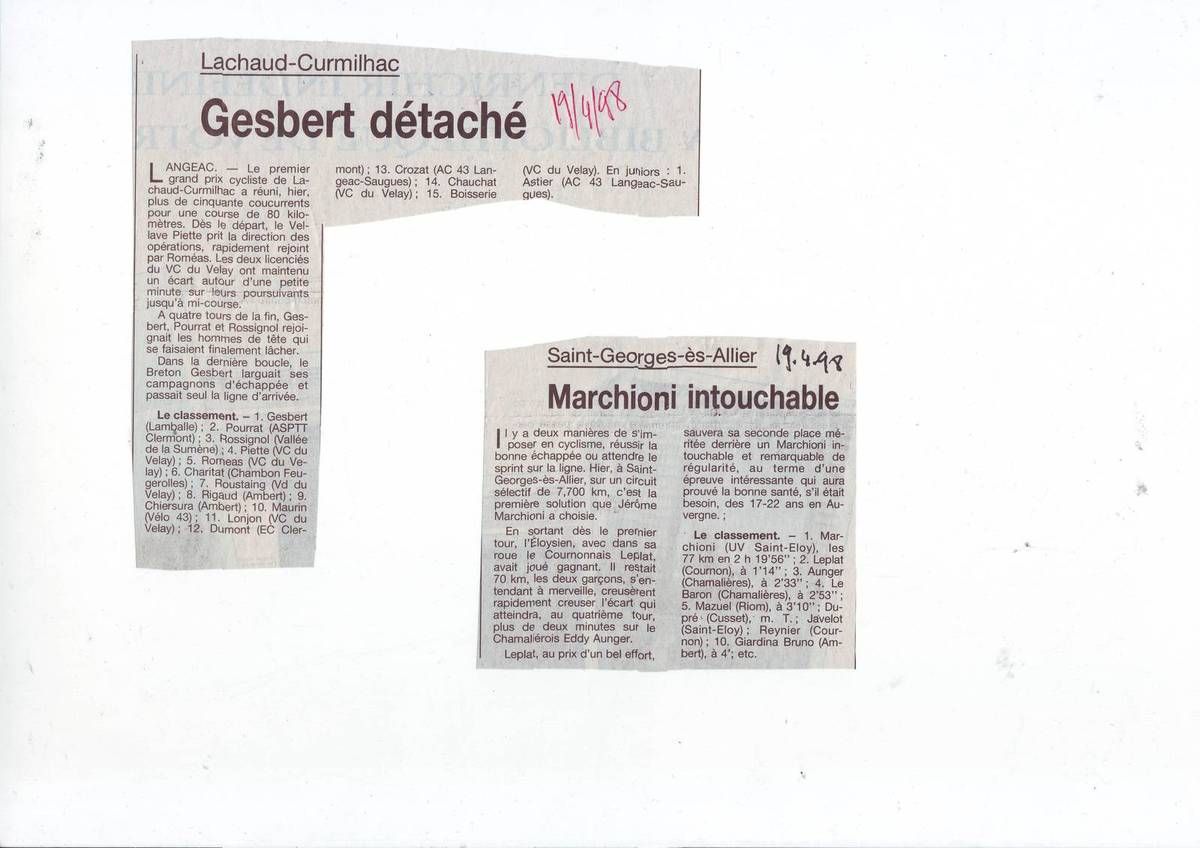 Lachaud-Curmilhac
Gesbert détaché
19/4/98
LANGEAC. — Le premier
grand prix cycliste de La-
chaud-Curmilhac a réuni, hier,
plus de cinquante coucurrents
pour une course de 80 kilo-
mètres. Dès le départ, le Vel-
lave Piette prit la direction des
opérations, rapidement rejoint
par Roméas. Les deux licenciés
du VC du Velay ont maintenu
un écart autour d'une petite
minute sur leurs poursuivants
jusqu'à mi-course.
A quatre tours de la fin, Ges-
bert, Pourrat et Rossignol rejoi-
gnait les hommes de tête qui
se faisaient finalement lâcher.
Dans la dernière boucle, le
Breton Gesbert larguait ses
campagnons d'échappée et
passait seul la ligne d'arrivée.
Le classement. – 1. Gesbert
(Lamballe) ; 2. Pourrat (ASPTT
Clermont) ; 3. Rossignol (Vallée
de la Sumène) ; 4. Piette (VC du
Velay) ; 5. Romeas (VC du Ve-
lay) ; 6. Charitat (Chambon Feu-
gerolles) ; 7. Roustaing (Vd du
Velay) ; 8. Rigaud (Ambert) ; 9.
Chiersura (Ambert) ; 10. Maurin
(Vélo 43) ; 11. Lonjon (VC du
Velay) ; 12. Dumont (EC Cler-
mont) ; 13. Crozat (AC 43 Lan-
geac-Saugues) ; 14. Chauchat
(VC du Velay) ; 15. Boisserie
(VC du Velay). En juniors : 1.
Astier (AC 43 Langeac-Sau-
gues).
Saint-Georges-ès-Allier
19.4.98
Marchioni intouchable
Il y a deux manières de s'im-
poser en cyclisme, réussir la
bonne échappée ou attendre le
sprint sur la ligne. Hier, à Saint-
Georges-ès-Allier, sur un circuit
sélectif de 7,700 km, c'est la
première solution que Jérôme
Marchioni a choisie.
En sortant dès le premier
tour, l'Éloysien, avec dans sa
roue le Cournonnais Leplat,
avait joué gagnant. Il restait
70 km, les deux garçons, s'en-
tendant à merveille, creusèrent
rapidement creuser l'écart qui
atteindra, au quatrième tour,
plus de deux minutes sur le
Chamaliérois Eddy Aunger.
Leplat, au prix d'un bel effort,
sauvera sa seconde place mé-
ritée derrière un Marchioni in-
touchable et remarquable de
régularité, au terme d'une
épreuve intéressante qui aura
prouvé la bonne santé, s'il était
besoin, des 17-22 ans en Au-
vergne. ;
Le classement. – 1. Mar-
chioni (UV Saint-Eloy), les
77 km en 2 h 19'56'' ; 2. Leplat
(Cournon), à 1'14'' ; 3. Aunger
(Chamalières), à 2'33'' ; 4. Le
Baron (Chamalières), à 2'53'' ;
5. Mazuel (Riom), à 3'10'' ; Du-
pré (Cusset), m. T. ; Javelot
(Saint-Eloy) ; Reynier (Cour-
non) ; 10. Giardina Bruno (Am-
bert), à 4'; etc.